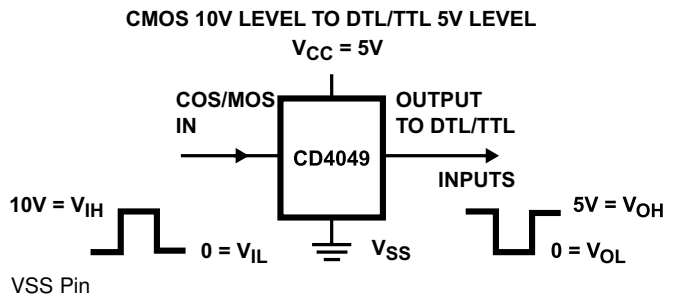 CMOS 10V LEVEL TO DTL/TTL 5V LEVEL
VCC = 5V
COS/MOS
IN
OUTPUT
TO DTL/TTL
CD4049
INPUTS
10V = VIH
0 = VIL
VSS
5V = VOH
0 = VOL
VSS Pin